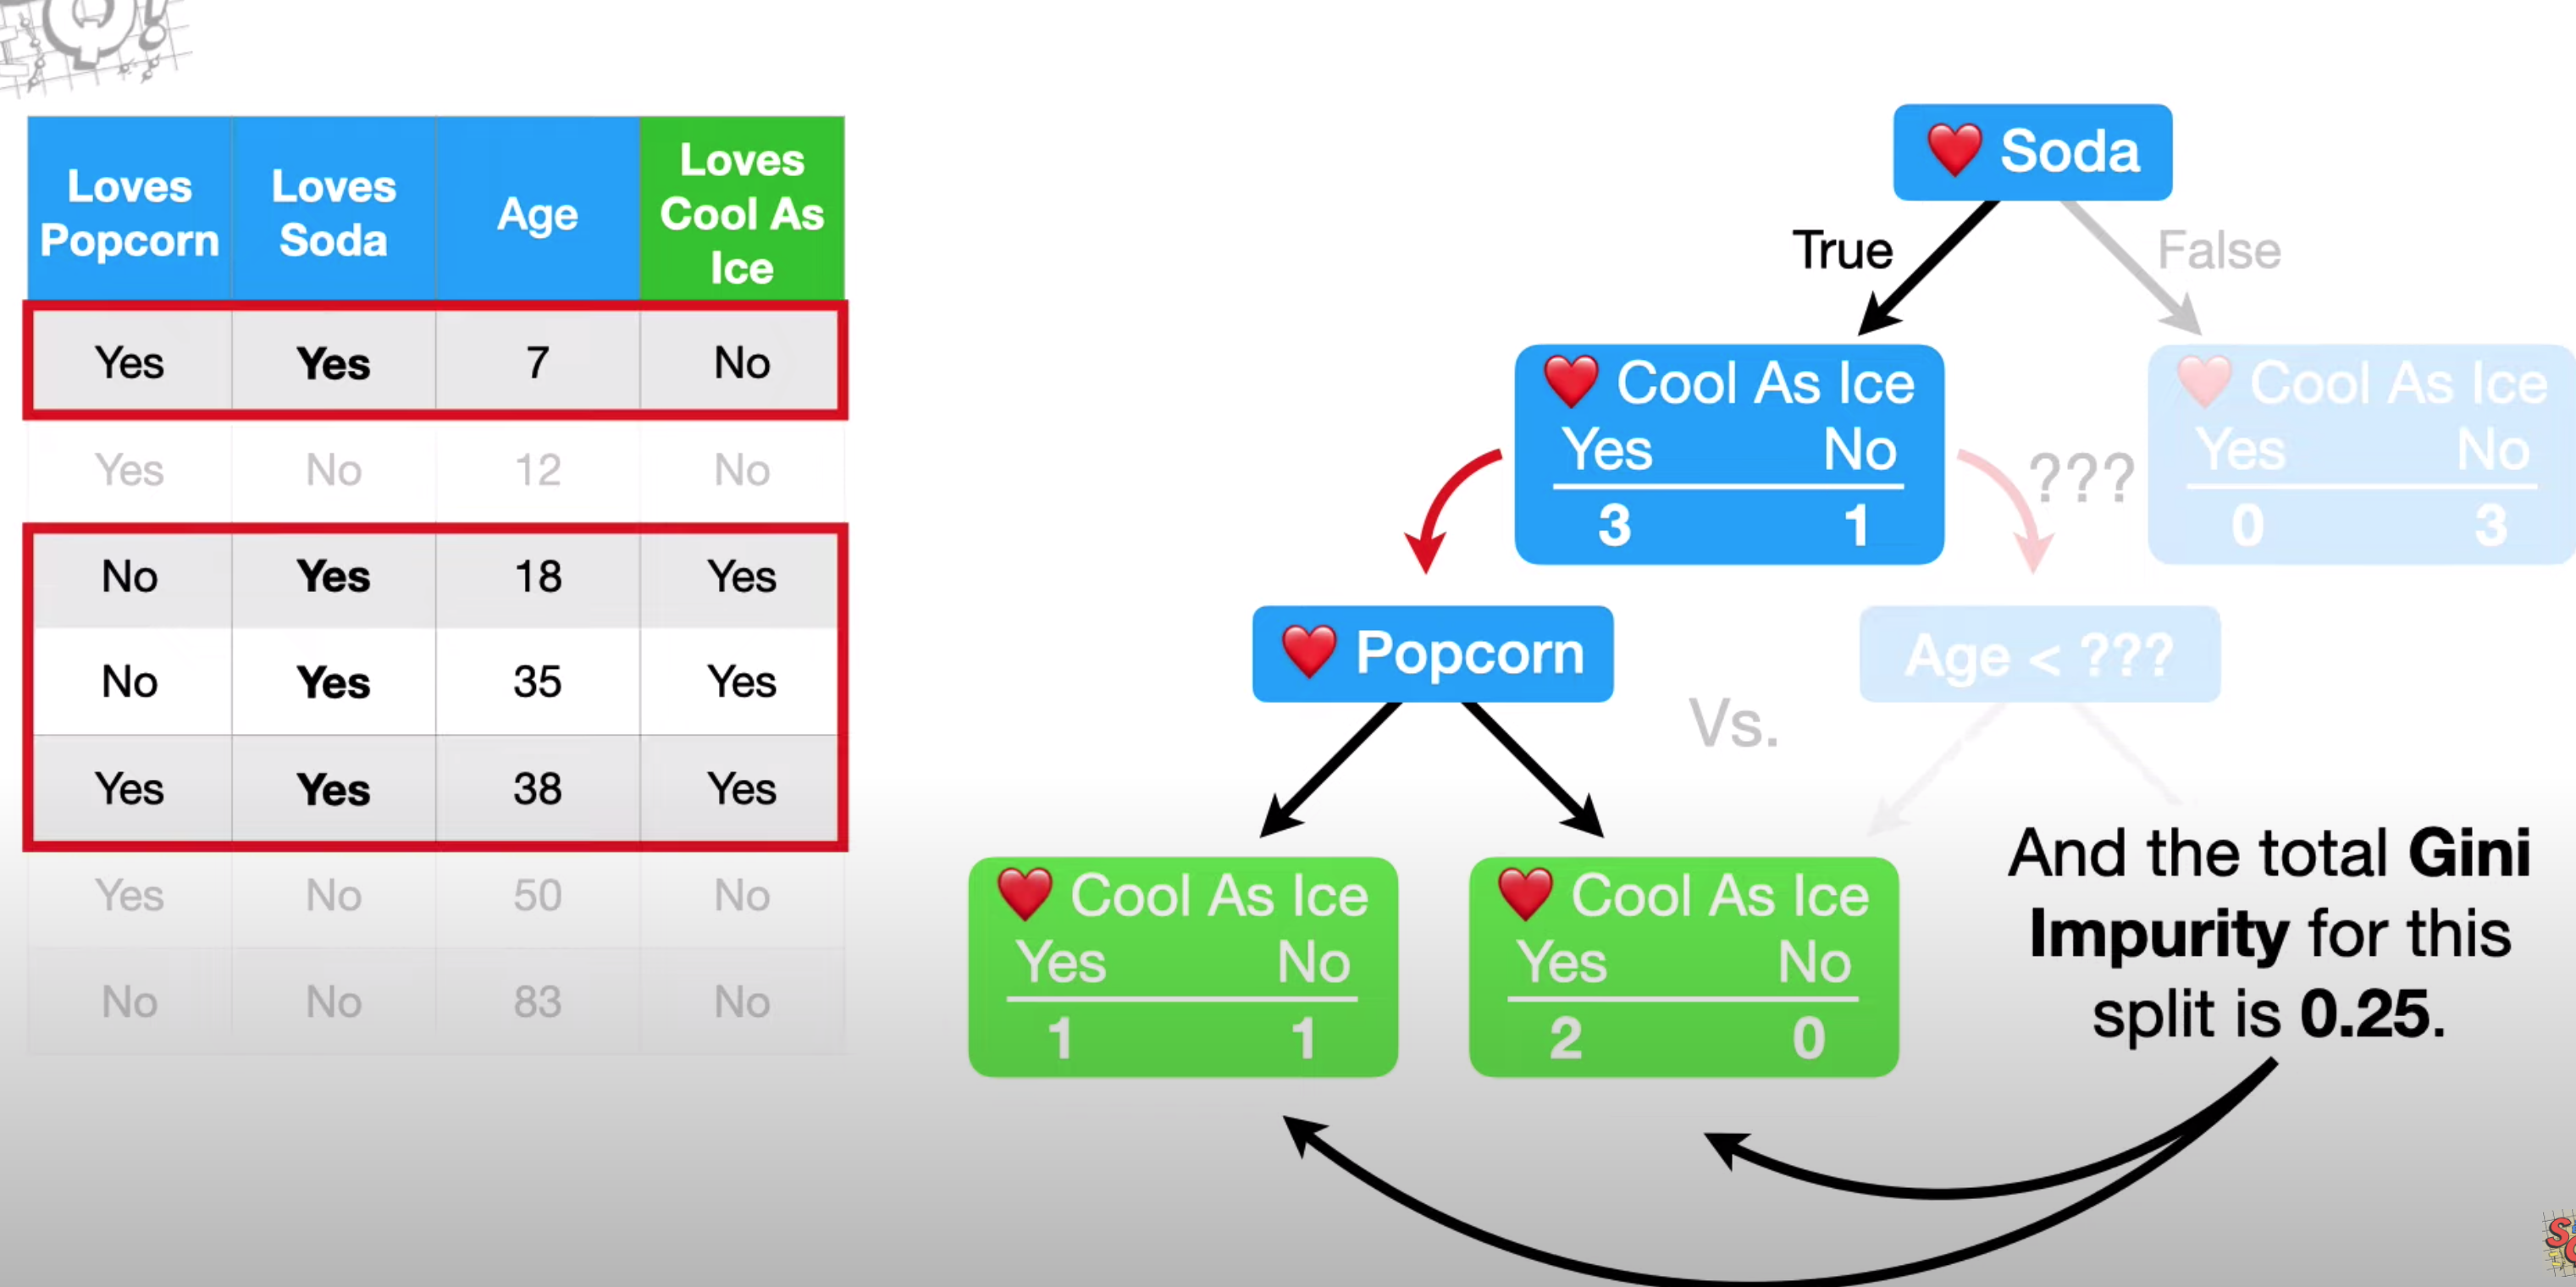 Loves Popcorn Loves Soda Age Loves Cool As Ice
Yes Yes 7 No
Yes No 12 No
No Yes 18 Yes
No Yes 35 Yes
Yes Yes 38 Yes
Yes No 50 No
No No 83 No
Soda
True False
Cool As Ice
Yes No
3 1
???
Cool As Ice
Yes No
0 3
Popcorn
Vs.
Age < ???
Cool As Ice
Yes No
1 1
Cool As Ice
Yes No
2 0
And the total Gini
Impurity for this
split is 0.25.